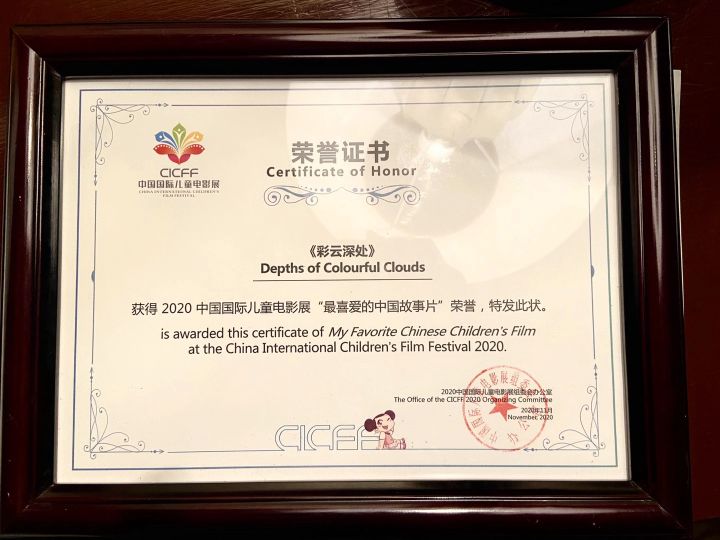 CICFF
中国国际儿童电影展
CHINA INTERNATIONAL CHILDREN'S
FILM FESTIVAL
荣誉证书
Certificate of Honor
《彩云深处》
Depths of Colourful Clouds
获得 2020 中国国际儿童电影展“最喜爱的中国故事片”荣誉，特发此状。
is awarded this certificate of My Favorite Chinese Children's Film
at the China International Children's Film Festival 2020.
2020中国国际儿童电影展组委会办公室
The Office of the CICFF 2020 Organizing Committee
2020年11月
November, 2020
CICFF